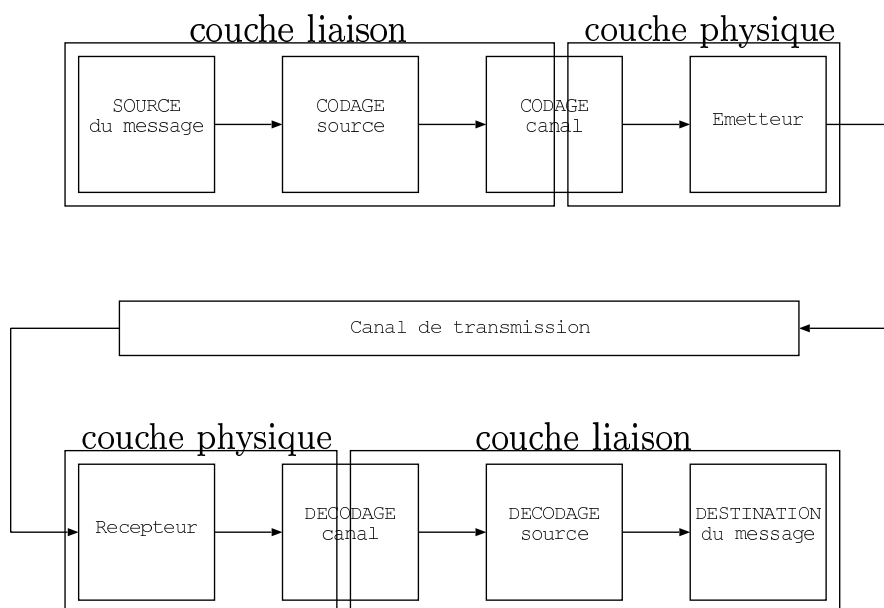 couche liaison
couche physique
SOURCE
du message
CODAGE
source
CODAGE
canal
Emetteur
Canal de transmission
couche physique
couche liaison
Recepteur
DECODAGE
canal
DECODAGE
source
DESTINATION
du message